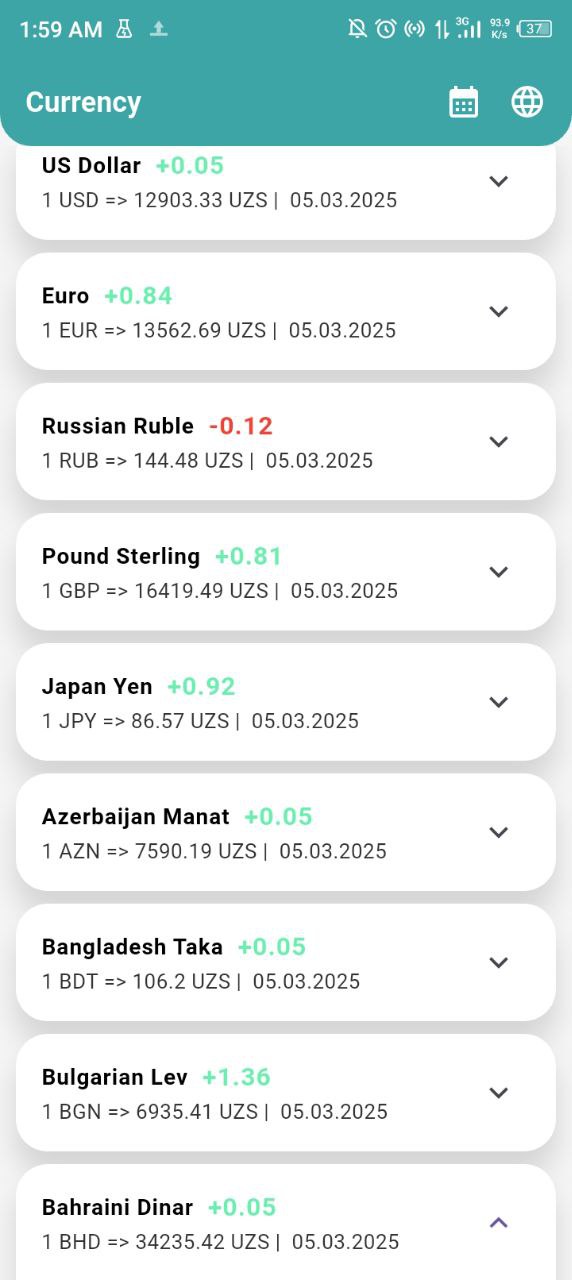 1:59 AM 3G 93.9 K/s 37
Currency
US Dollar +0.05
1 USD => 12903.33 UZS | 05.03.2025
Euro +0.84
1 EUR => 13562.69 UZS | 05.03.2025
Russian Ruble -0.12
1 RUB => 144.48 UZS | 05.03.2025
Pound Sterling +0.81
1 GBP => 16419.49 UZS | 05.03.2025
Japan Yen +0.92
1 JPY => 86.57 UZS | 05.03.2025
Azerbaijan Manat +0.05
1 AZN => 7590.19 UZS | 05.03.2025
Bangladesh Taka +0.05
1 BDT => 106.2 UZS | 05.03.2025
Bulgarian Lev +1.36
1 BGN => 6935.41 UZS | 05.03.2025
Bahraini Dinar +0.05
1 BHD => 34235.42 UZS | 05.03.2025